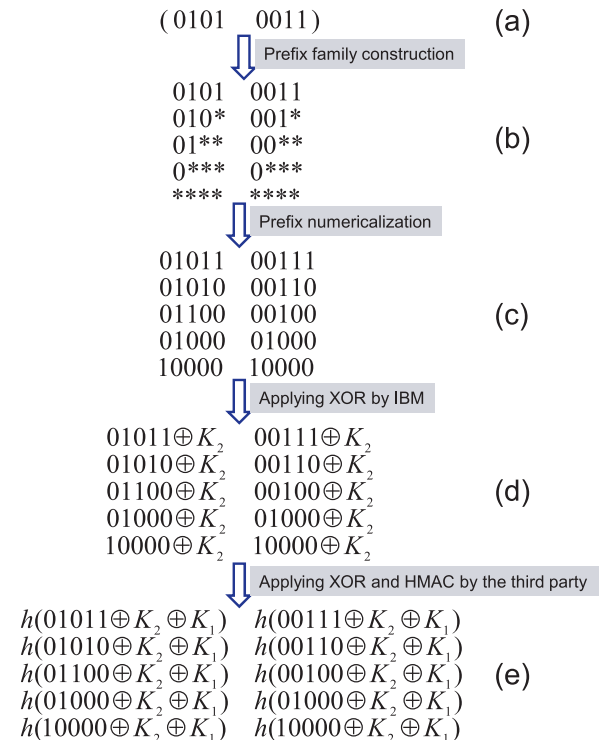 (0101 0011) (a)
Prefix family construction
0101 0011
010* 001*
01** 00** (b)
0*** 0***
**** ****
Prefix numericalization
01011 00111
01010 00110
01100 00100 (c)
01000 01000
10000 10000
Applying XOR by IBM
01011⊕K₂ 00111⊕K₂
01010⊕K₂ 00110⊕K₂
01100⊕K₂ 00100⊕K₂ (d)
01000⊕K₂ 01000⊕K₂
10000⊕K₂ 10000⊕K₂
Applying XOR and HMAC by the third party
h(01011⊕K₂⊕K₁) h(00111⊕K₂⊕K₁)
h(01010⊕K₂⊕K₁) h(00110⊕K₂⊕K₁)
h(01100⊕K₂⊕K₁) h(00100⊕K₂⊕K₁) (e)
h(01000⊕K₂⊕K₁) h(01000⊕K₂⊕K₁)
h(10000⊕K₂⊕K₁) h(10000⊕K₂⊕K₁)